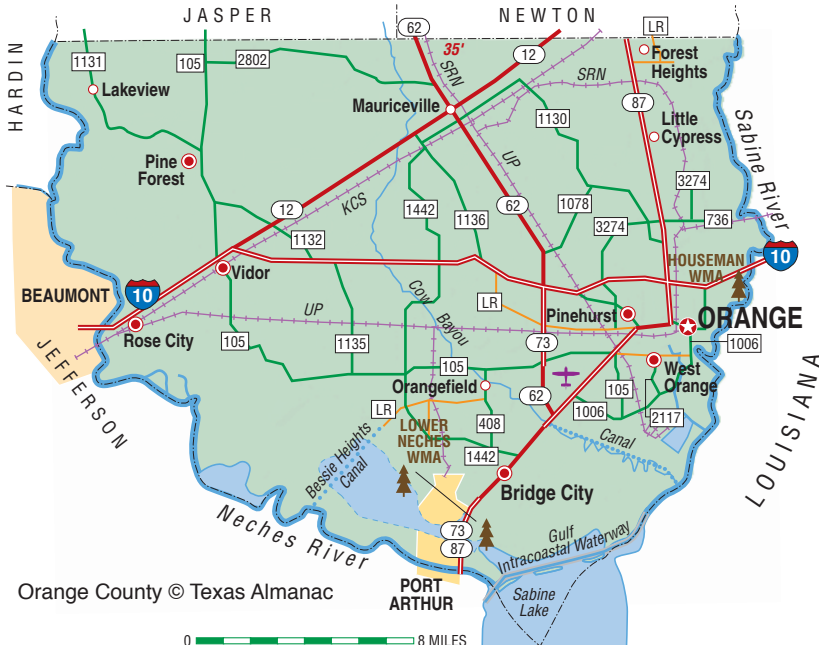 JASPER
NEWTON
HARDIN
62
LR
35'
1131
105
2802
12
SRN
SRN
Forest
Heights
Lakeview
87
Mauriceville
1130
Little
Cypress
Sabine River
Pine
Forest
UP
3274
KCS
1442
1136
62
1078
3274
736
12
1132
HOUSEMAN
WMA
10
Vidor
BEAUMONT
10
LR
Cow Bayou
Pinehurst
ORANGE
UP
Rose City
105
1135
73
1006
JEFFERSON
105
West
Orange
Orangefield
62
105
LR
1006
2117
408
LOWER
NECHES
WMA
1442
Canal
LOUISIANA
Bessie Heights
Canal
Bridge City
Neches River
73
87
Gulf
Intracoastal Waterway
PORT
ARTHUR
Sabine
Lake
Orange County © Texas Almanac
0 8 MILES